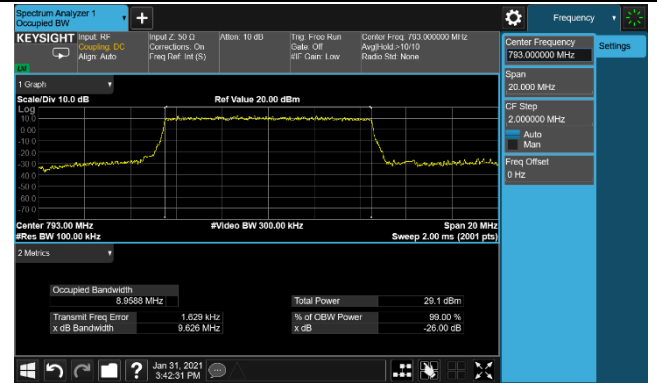 Spectrum Analyzer 1
Occupied BW
Frequency
KEYSIGHT
Input: RF
Coupling: DC
Align: Auto
Input Z: 50 Ω
Corrections: On
Freq Ref: Int (S)
Atten: 10 dB
Trig: Free Run
Gate: Off
#IF Gain: Low
Center Freq: 793.000000 MHz
Avg|Hold:>10/10
Radio Std: None
Center Frequency
793.000000 MHz
Settings
Span
20.000 MHz
CF Step
2.000000 MHz
Auto
Man
Freq Offset
0 Hz
1 Graph
Scale/Div 10.0 dB
Ref Value 20.00 dBm
Log
10.0
0.00
-10.0
-20.0
-30.0
-40.0
-50.0
-60.0
-70.0
Center 793.00 MHz
#Video BW 300.00 kHz
Span 20 MHz
#Res BW 100.00 kHz
Sweep 2.00 ms (2001 pts)
2 Metrics
Occupied Bandwidth
8.9588 MHz
Total Power
29.1 dBm
Transmit Freq Error
1.629 kHz
% of OBW Power
99.00 %
x dB Bandwidth
9.626 MHz
x dB
-26.00 dB
?
Jan 31, 2021
3:42:31 PM